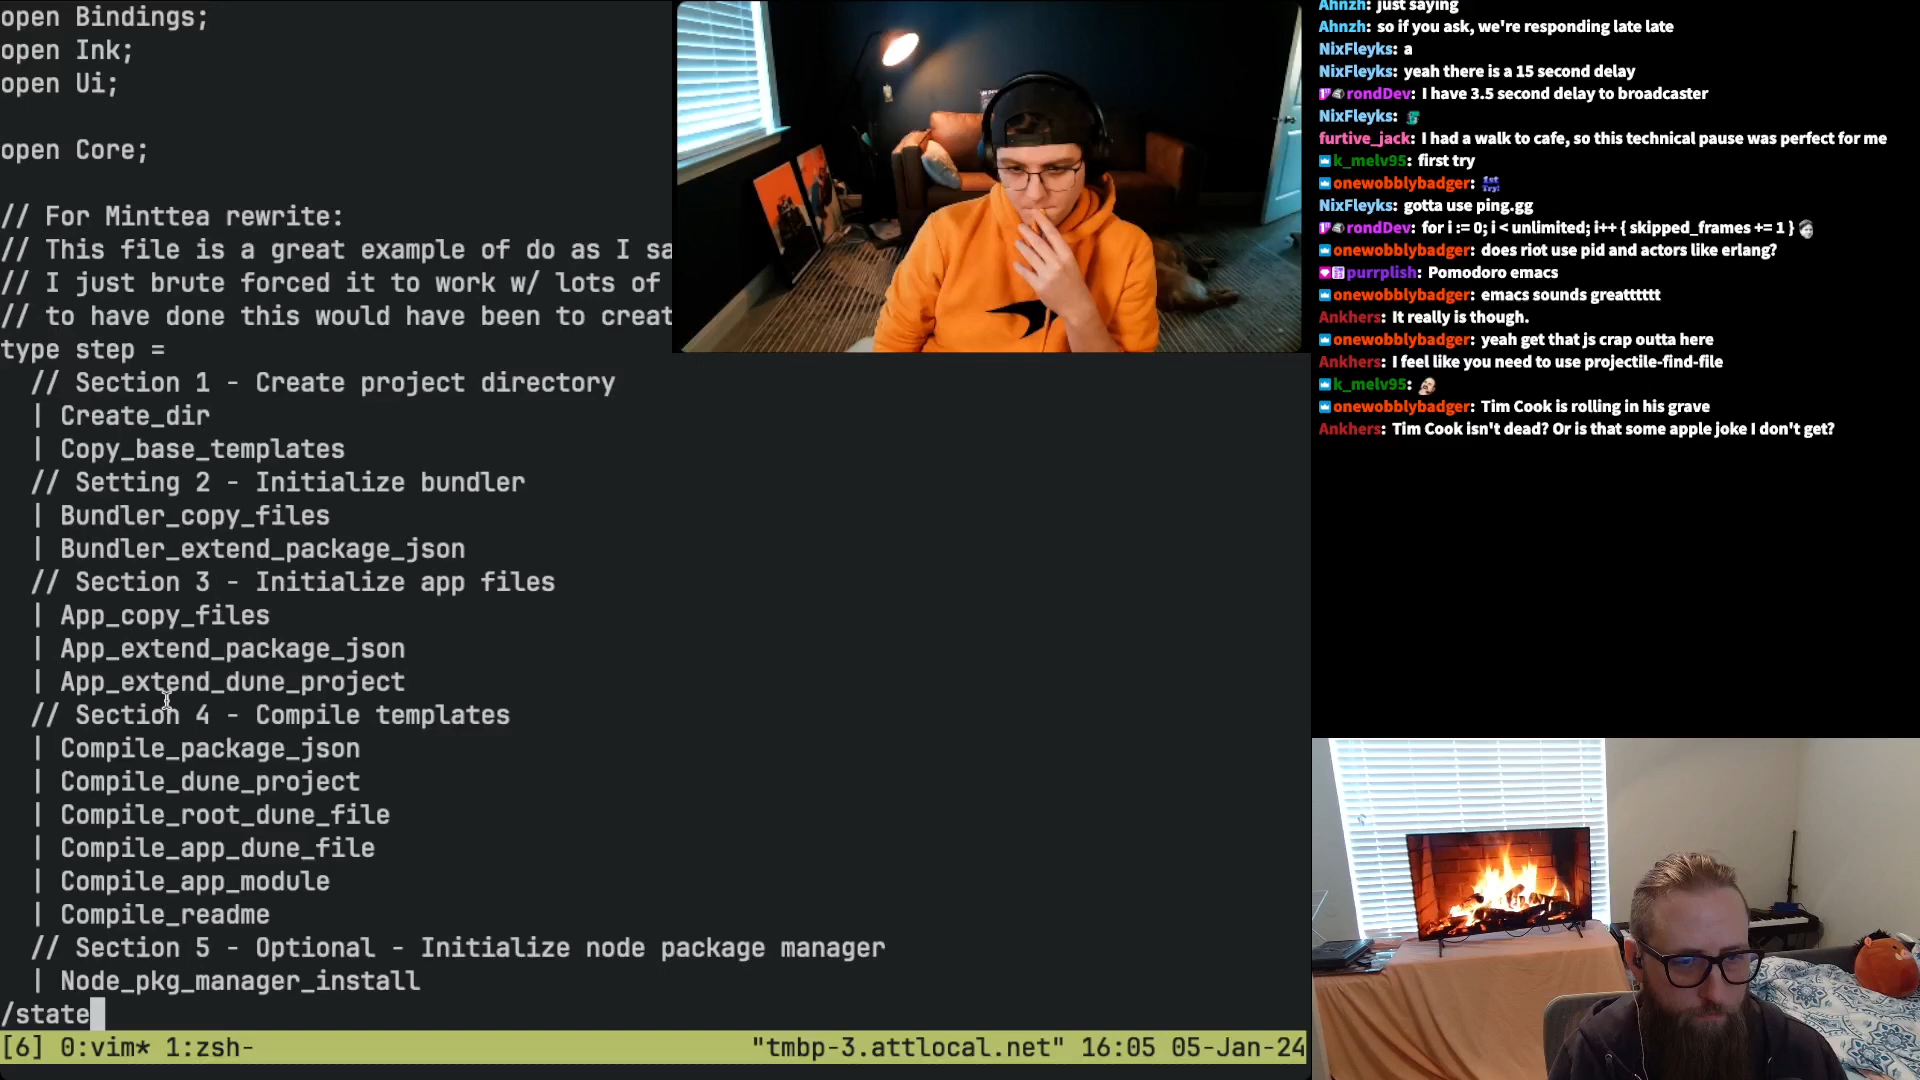 open Bindings;
open Ink;
open Ui;
open Core;
// For Minttea rewrite:
// This file is a great example of do as I sa
// I just brute forced it to work w/ lots of
// to have done this would have been to creat
type step =
// Section 1 - Create project directory
| Create_dir
| Copy_base_templates
// Setting 2 - Initialize bundler
| Bundler_copy_files
| Bundler_extend_package_json
// Section 3 - Initialize app files
| App_copy_files
| App_extend_package_json
| App_extend_dune_project
// Section 4 - Compile templates
| Compile_package_json
| Compile_dune_project
| Compile_root_dune_file
| Compile_app_dune_file
| Compile_app_module
| Compile_readme
// Section 5 - Optional - Initialize node package manager
| Node_pkg_manager_install
/state
[6] 0:vim* 1:zsh- "tmbp-3.attlocal.net" 16:05 05-Jan-24
Ahnzh: just saying
Ahnzh: so if you ask, we're responding late late
NixFleyks: a
NixFleyks: yeah there is a 15 second delay
rondDev: I have 3.5 second delay to broadcaster
NixFleyks:
furtive_jack: I had a walk to cafe, so this technical pause was perfect for me
k_melv95: first try
onewobblybadger: 1st Try!
NixFleyks: gotta use ping.gg
rondDev: for i := 0; i < unlimited; i++ { skipped_frames += 1 }
onewobblybadger: does riot use pid and actors like erlang?
purrplish: Pomodoro emacs
onewobblybadger: emacs sounds greatttttt
Ankhers: It really is though.
onewobblybadger: yeah get that js crap outta here
Ankhers: I feel like you need to use projectile-find-file
k_melv95:
onewobblybadger: Tim Cook is rolling in his grave
Ankhers: Tim Cook isn't dead? Or is that some apple joke I don't get?